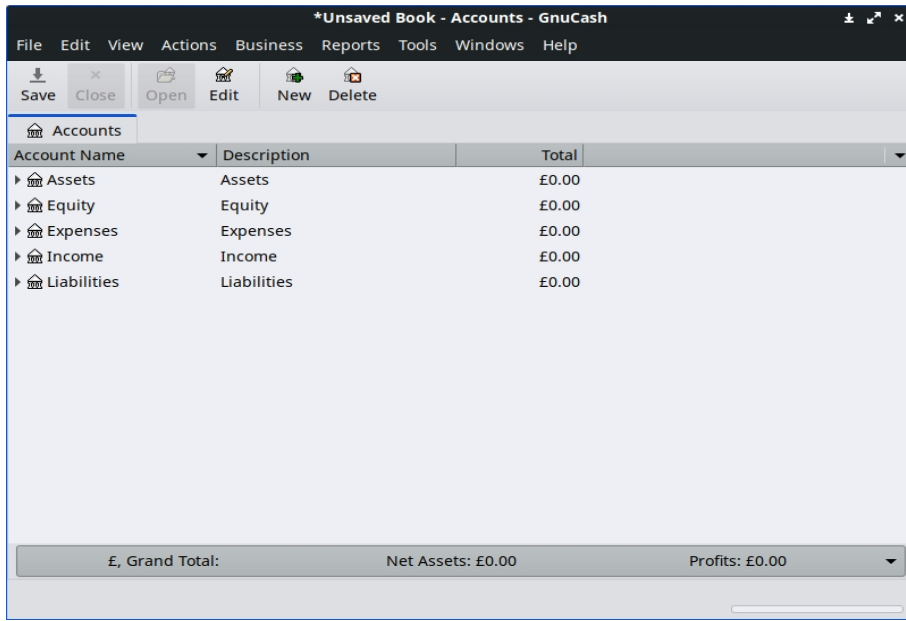 *Unsaved Book - Accounts - GnuCash
File Edit View Actions Business Reports Tools Windows Help
Save Close Open Edit New Delete
Accounts
Account Name Description Total
Assets Assets £0.00
Equity Equity £0.00
Expenses Expenses £0.00
Income Income £0.00
Liabilities Liabilities £0.00
£, Grand Total: Net Assets: £0.00 Profits: £0.00